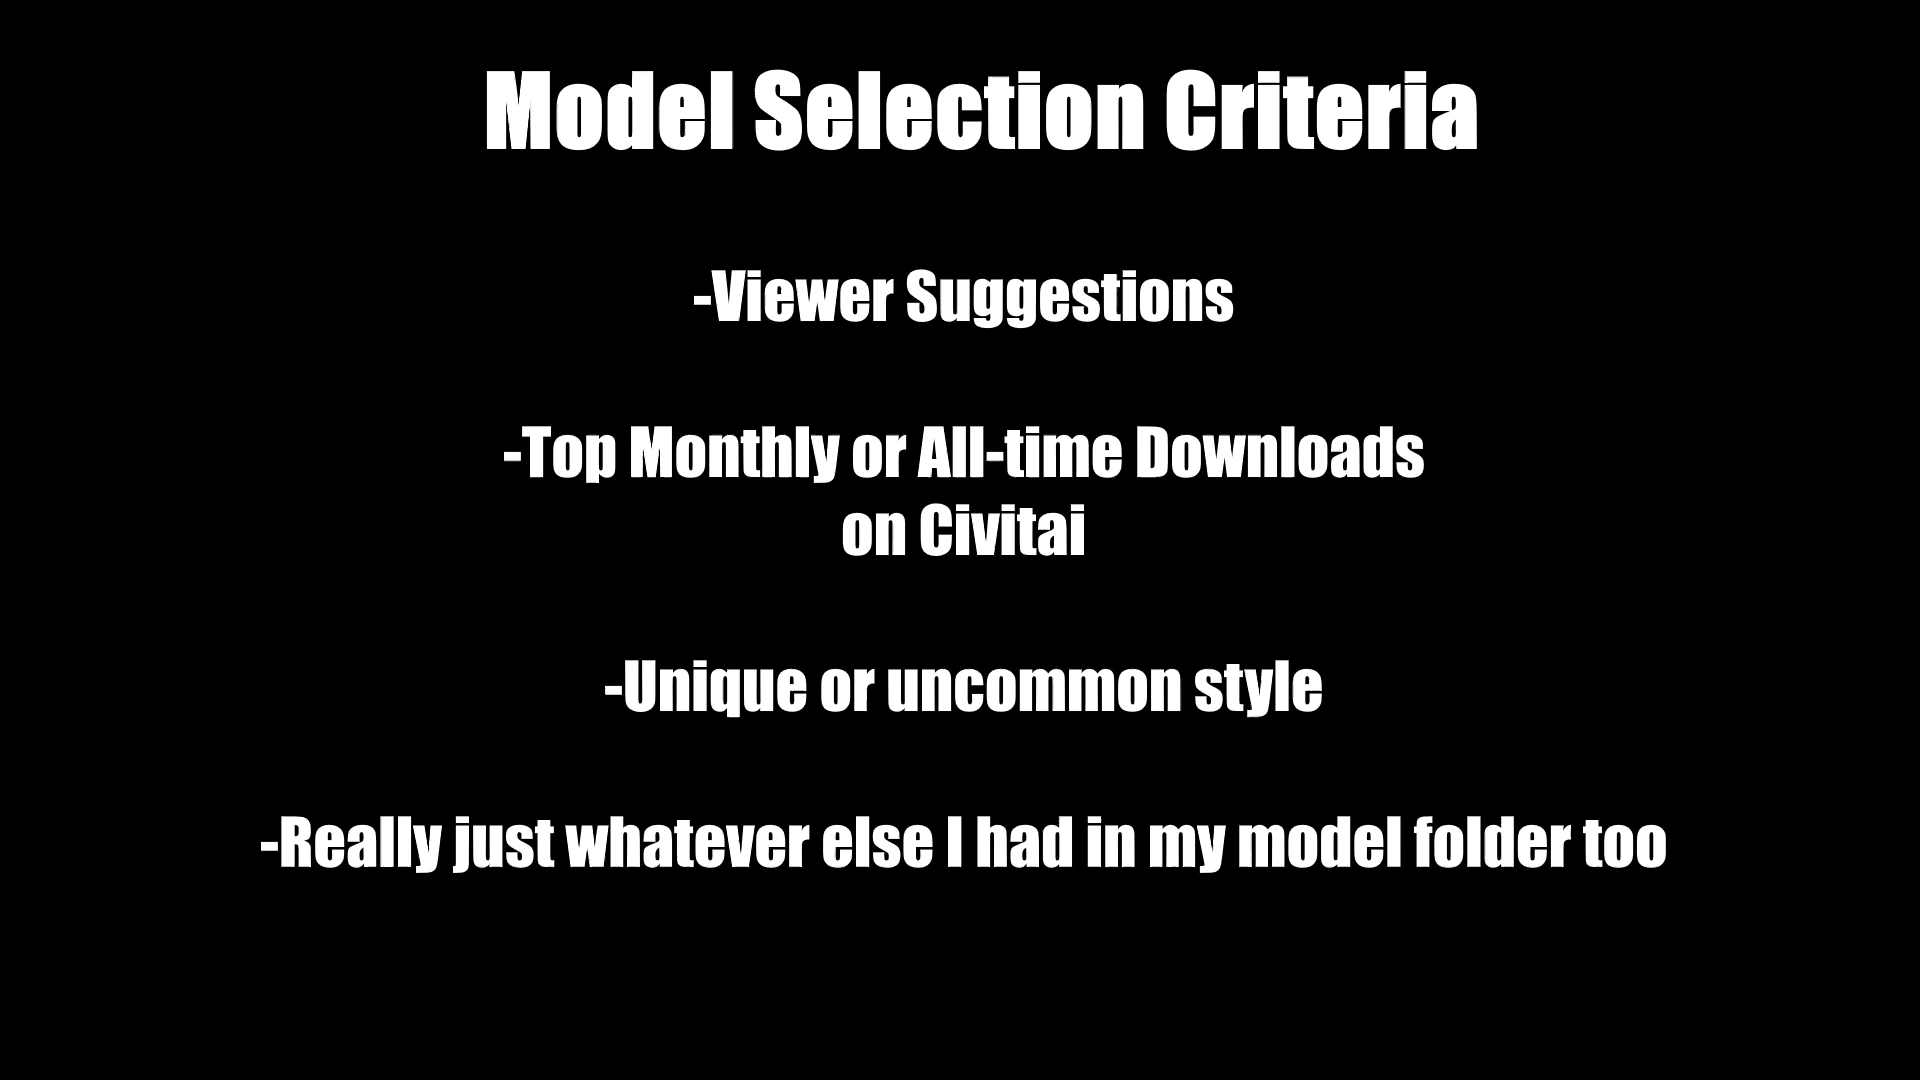 Model Selection Criteria
-Viewer Suggestions
-Top Monthly or All-time Downloads
on Civitai
-Unique or uncommon style
-Really just whatever else I had in my model folder too